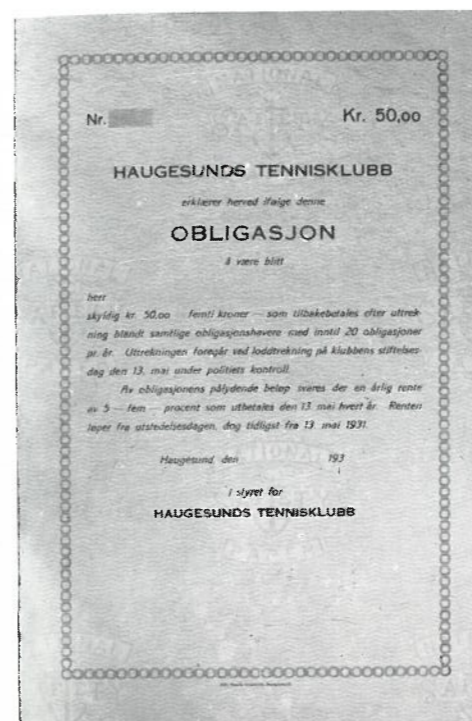 Nr.
Kr. 50,00
HAUGESUNDS TENNISKLUBB
erklærer herved ifølge denne
OBLIGASJON
å være blitt
herr
skyldig kr. 50,00 — femti kroner — som tilbakebetales efter uttrek-
ning blandt samtlige obligasjonshavere med inntil 20 obligasjoner
pr. år. Uttrekningen foregår ved loddtrekning på klubbens stiftelses-
dag den 13. mai under politiets kontroll.
Av obligasjonens pålydende beløp svares der en årlig rente
av 5 — fem — procent som utbetales den 13. mai hvert år. Renten
løper fra utstedelsesdagen, dog tidligst fra 13. mai 1931.
Haugesund, den 193
I styret for
HAUGESUNDS TENNISKLUBB